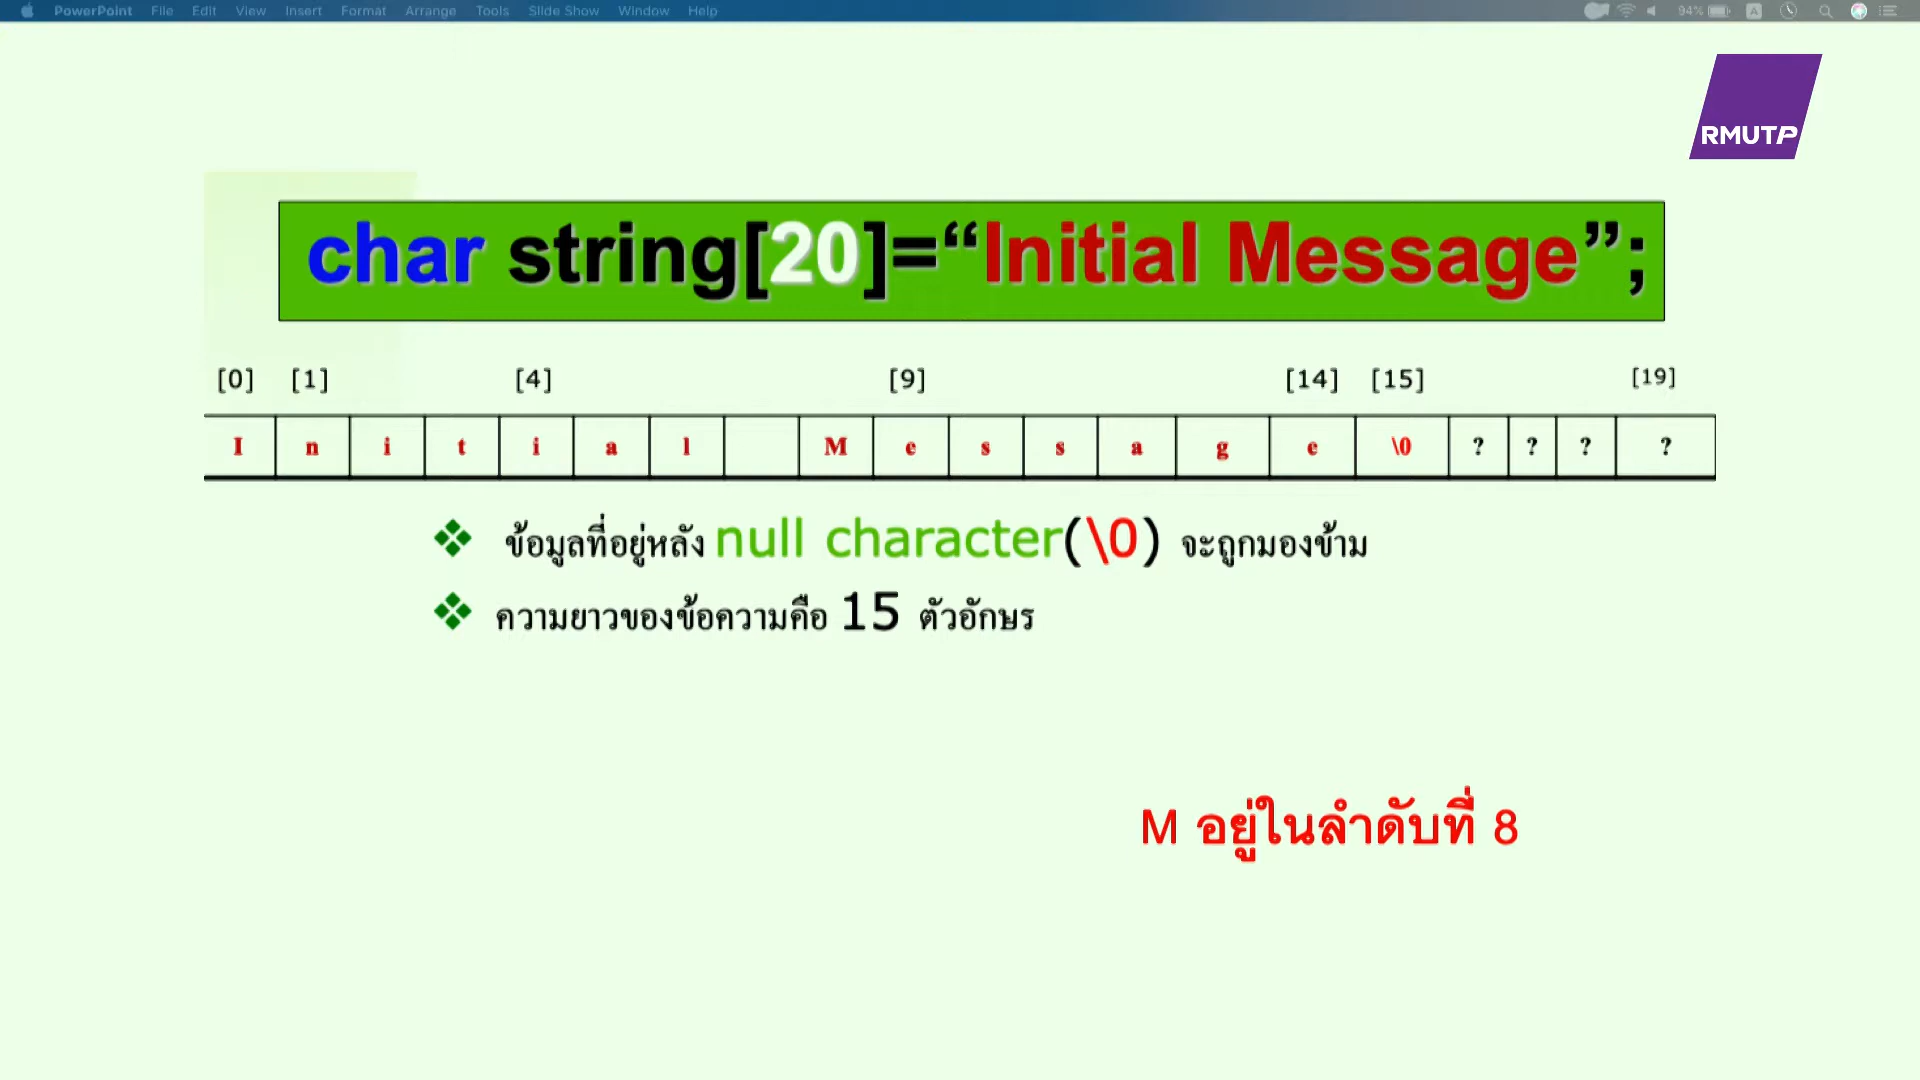 PowerPoint File Edit View Insert Format Arrange Tools Slide Show Window Help 94% A
RMUTP
char string[20]=“Initial Message”;
[0] [1] [4] [9] [14] [15] [19]
I n i t i a l M e s s a g e \0 ? ? ? ?
ข้อมูลที่อยู่หลัง null character(\0) จะถูกมองข้าม
ความยาวของข้อความคือ 15 ตัวอักษร
M อยู่ในลำดับที่ 8